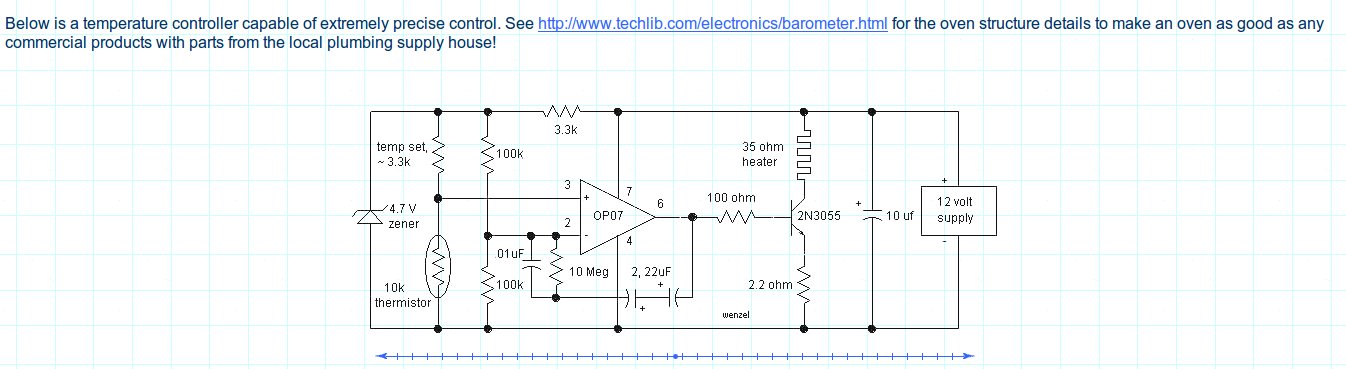 Below is a temperature controller capable of extremely precise control. See http://www.techlib.com/electronics/barometer.html for the oven structure details to make an oven as good as any
commercial products with parts from the local plumbing supply house!
3.3k
temp set,
~ 3.3k
100k
35 ohm
heater
3
7
+
4.7 V
zener
OP07
6
100 ohm
2N3055
+
10 uf
+
12 volt
supply
-
2
-
4
.01uF
10 Meg
2, 22uF
+
+
10k
thermistor
100k
2.2 ohm
wenzel